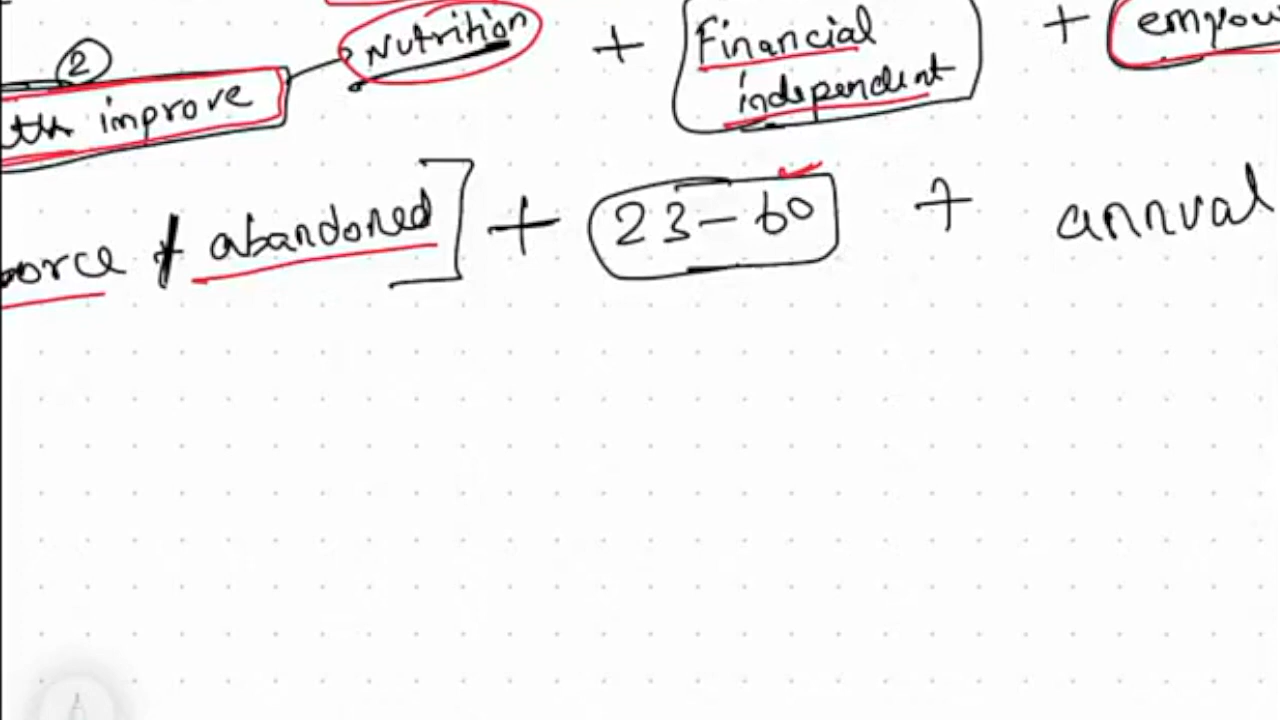 Nutrition + Financial independent + empow
② th improve
orce / abandoned ] + 23-60 + annual